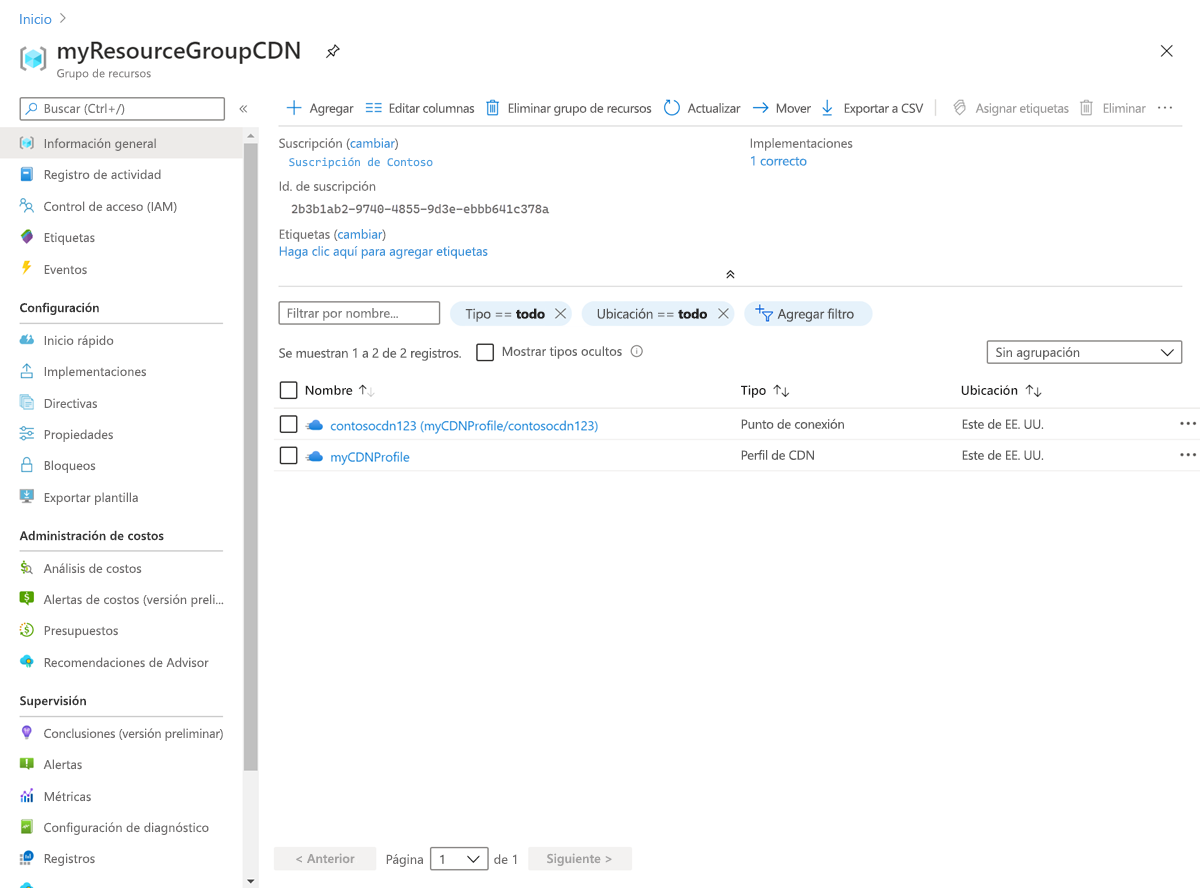 Inicio
myResourceGroupCDN
Grupo de recursos
Buscar (Ctrl+/)
Información general
Registro de actividad
Control de acceso (IAM)
Etiquetas
Eventos
Configuración
Inicio rápido
Implementaciones
Directivas
Propiedades
Bloqueos
Exportar plantilla
Administración de costos
Análisis de costos
Alertas de costos (versión preli...
Presupuestos
Recomendaciones de Advisor
Supervisión
Conclusiones (versión preliminar)
Alertas
Métricas
Configuración de diagnóstico
Registros
Agregar Editar columnas Eliminar grupo de recursos Actualizar Mover Exportar a CSV Asignar etiquetas Eliminar ...
Suscripción (cambiar)
Suscripción de Contoso
Id. de suscripción
2b3b1ab2-9740-4855-9d3e-ebbb641c378a
Etiquetas (cambiar)
Haga clic aquí para agregar etiquetas
Implementaciones
1 correcto
Filtrar por nombre... Tipo == todo Ubicación == todo Agregar filtro
Se muestran 1 a 2 de 2 registros. Mostrar tipos ocultos Sin agrupación
Nombre Tipo Ubicación
contosocdn123 (myCDNProfile/contosocdn123) Punto de conexión Este de EE. UU. ...
myCDNProfile Perfil de CDN Este de EE. UU. ...
< Anterior Página 1 de 1 Siguiente >